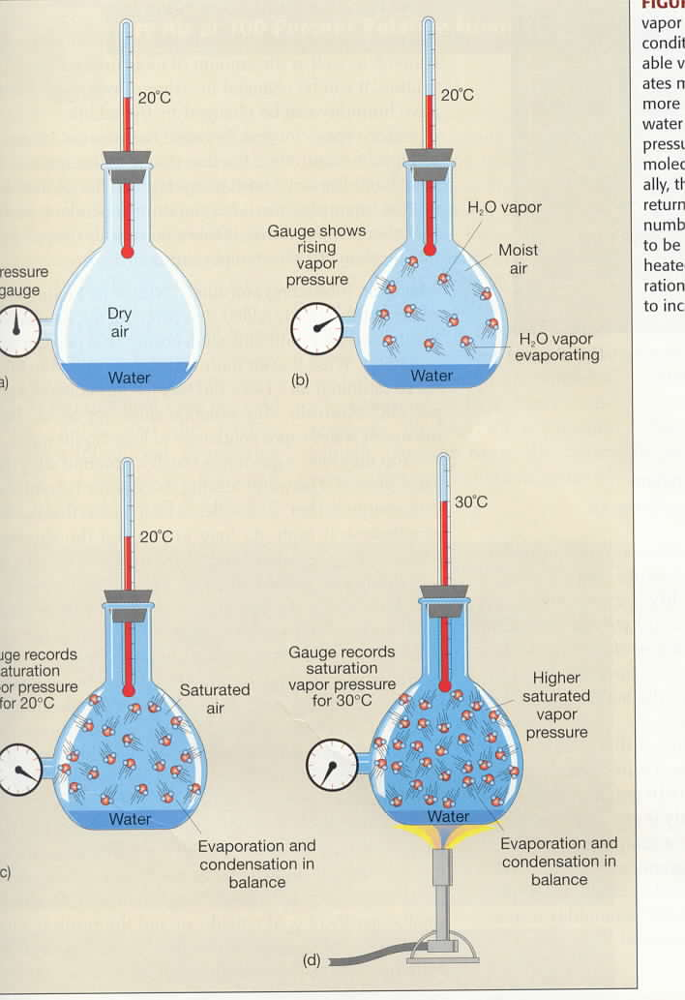 20°C
ressure
gauge
Dry
air
Water
a)
20°C
Gauge shows
rising
vapor
pressure
H₂O vapor
Moist
air
H₂O vapor
evaporating
Water
(b)
20°C
uge records
aturation
or pressure
for 20°C
Saturated
air
Water
Evaporation and
condensation in
balance
c)
30°C
Gauge records
saturation
vapor pressure
for 30°C
Higher
saturated
vapor
pressure
Water
Evaporation and
condensation in
balance
(d)
FIGUR
vapor
condit
able v
ates m
more
water
pressu
molec
ally, th
return
numb
to be
heate
ration
to inc